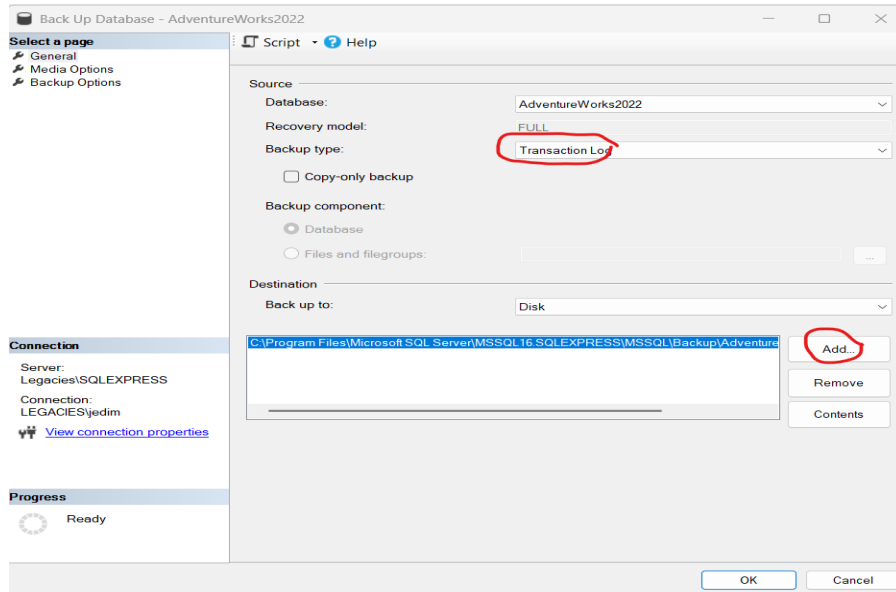 Back Up Database - AdventureWorks2022
Select a page
General
Media Options
Backup Options
Script Help
Source
Database: AdventureWorks2022
Recovery model: FULL
Backup type: Transaction Log
Copy-only backup
Backup component:
Database
Files and filegroups:
...
Destination
Back up to: Disk
C:\Program Files\Microsoft SQL Server\MSSQL16.SQLEXPRESS\MSSQL\Backup\Adventure
Add...
Remove
Contents
Connection
Server:
Legacies\SQLEXPRESS
Connection:
LEGACIES\jedim
View connection properties
Progress
Ready
OK Cancel